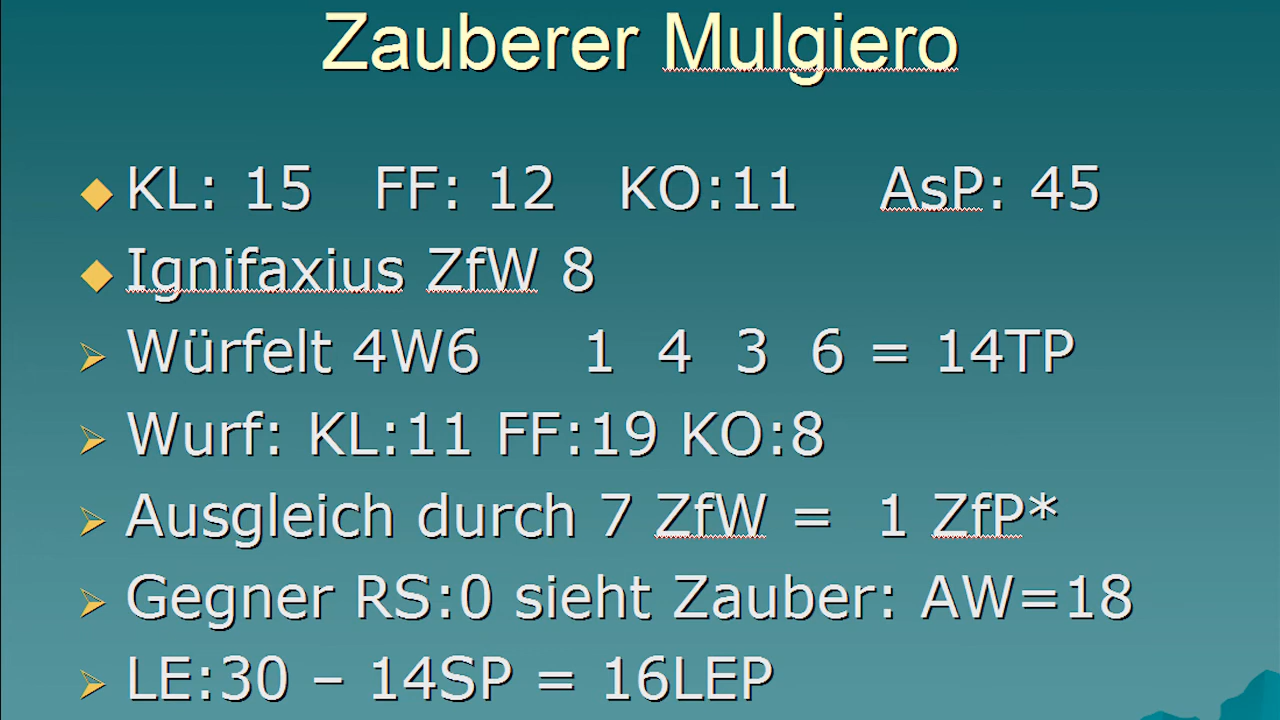 Zauberer Mulgiero
KL: 15 FF: 12 KO:11 AsP: 45
Ignifaxius ZfW 8
Würfelt 4W6 1 4 3 6 = 14TP
Wurf: KL:11 FF:19 KO:8
Ausgleich durch 7 ZfW = 1 ZfP*
Gegner RS:0 sieht Zauber: AW=18
LE:30 – 14SP = 16LEP